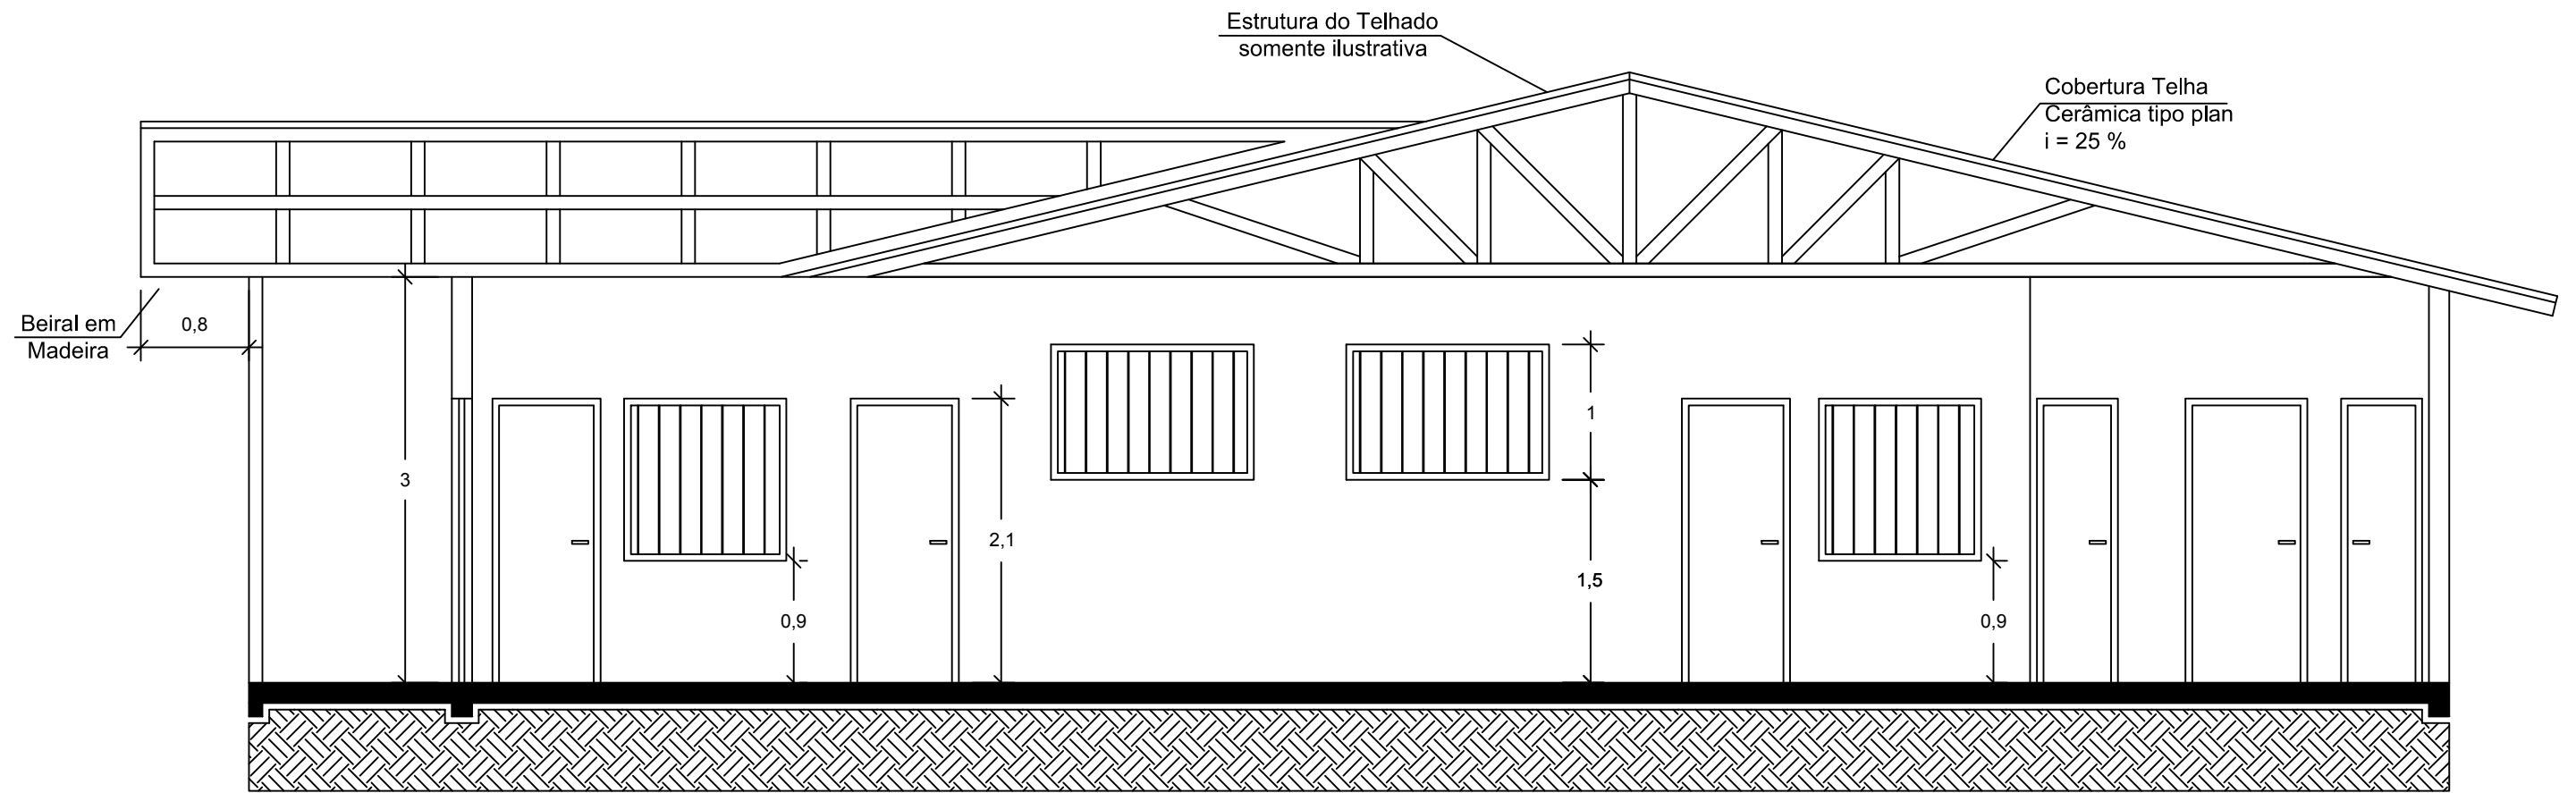 Estrutura do Telhado
somente ilustrativa
Cobertura Telha
Cerâmica tipo plan
i = 25 %
Beiral em
Madeira
0,8
3
0,9
2,1
1
1,5
0,9